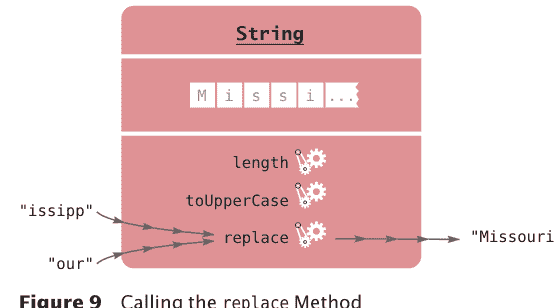 String
M i s s i ...
length
toUpperCase
"issipp"
replace
"Missouri
"our"
Figure 9 Calling the replace Method